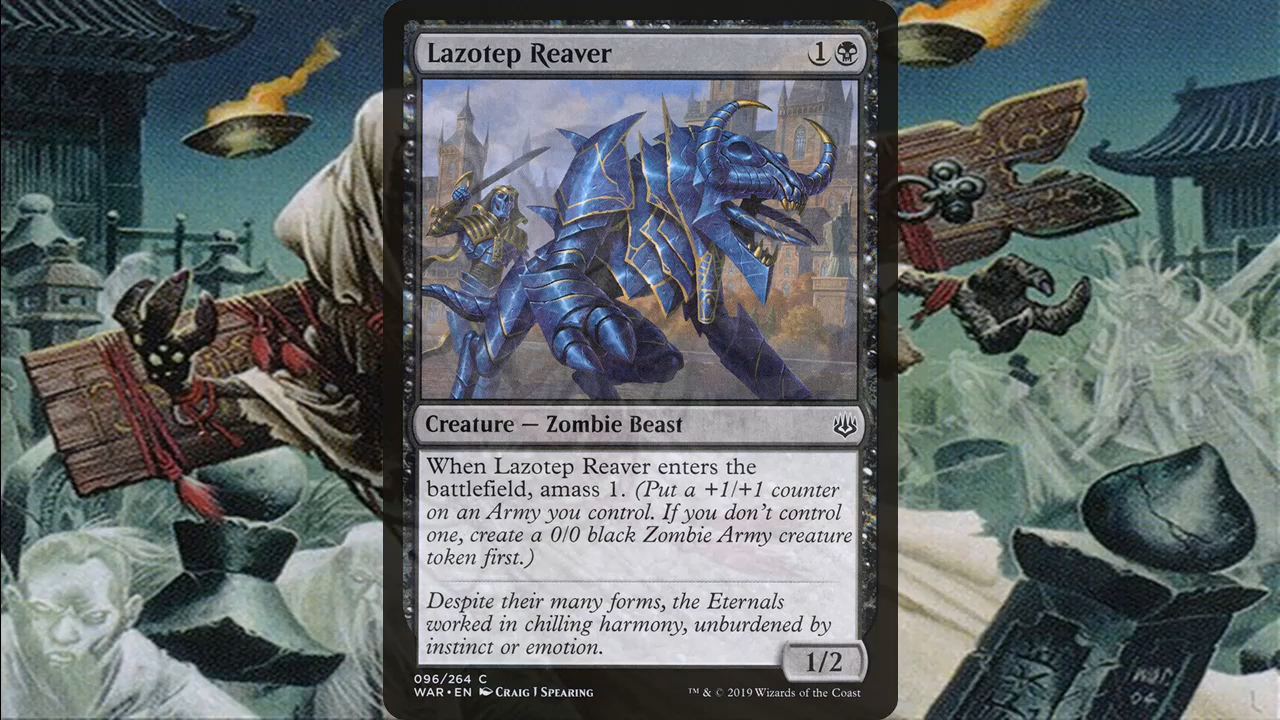 Lazotep Reaver 1
Creature — Zombie Beast
When Lazotep Reaver enters the
battlefield, amass 1. (Put a +1/+1 counter
on an Army you control. If you don't control
one, create a 0/0 black Zombie Army creature
token first.)
Despite their many forms, the Eternals
worked in chilling harmony, unburdened by
instinct or emotion.
1/2
096/264 C
WAR • EN Craig J Spearing
™ & © 2019 Wizards of the Coast